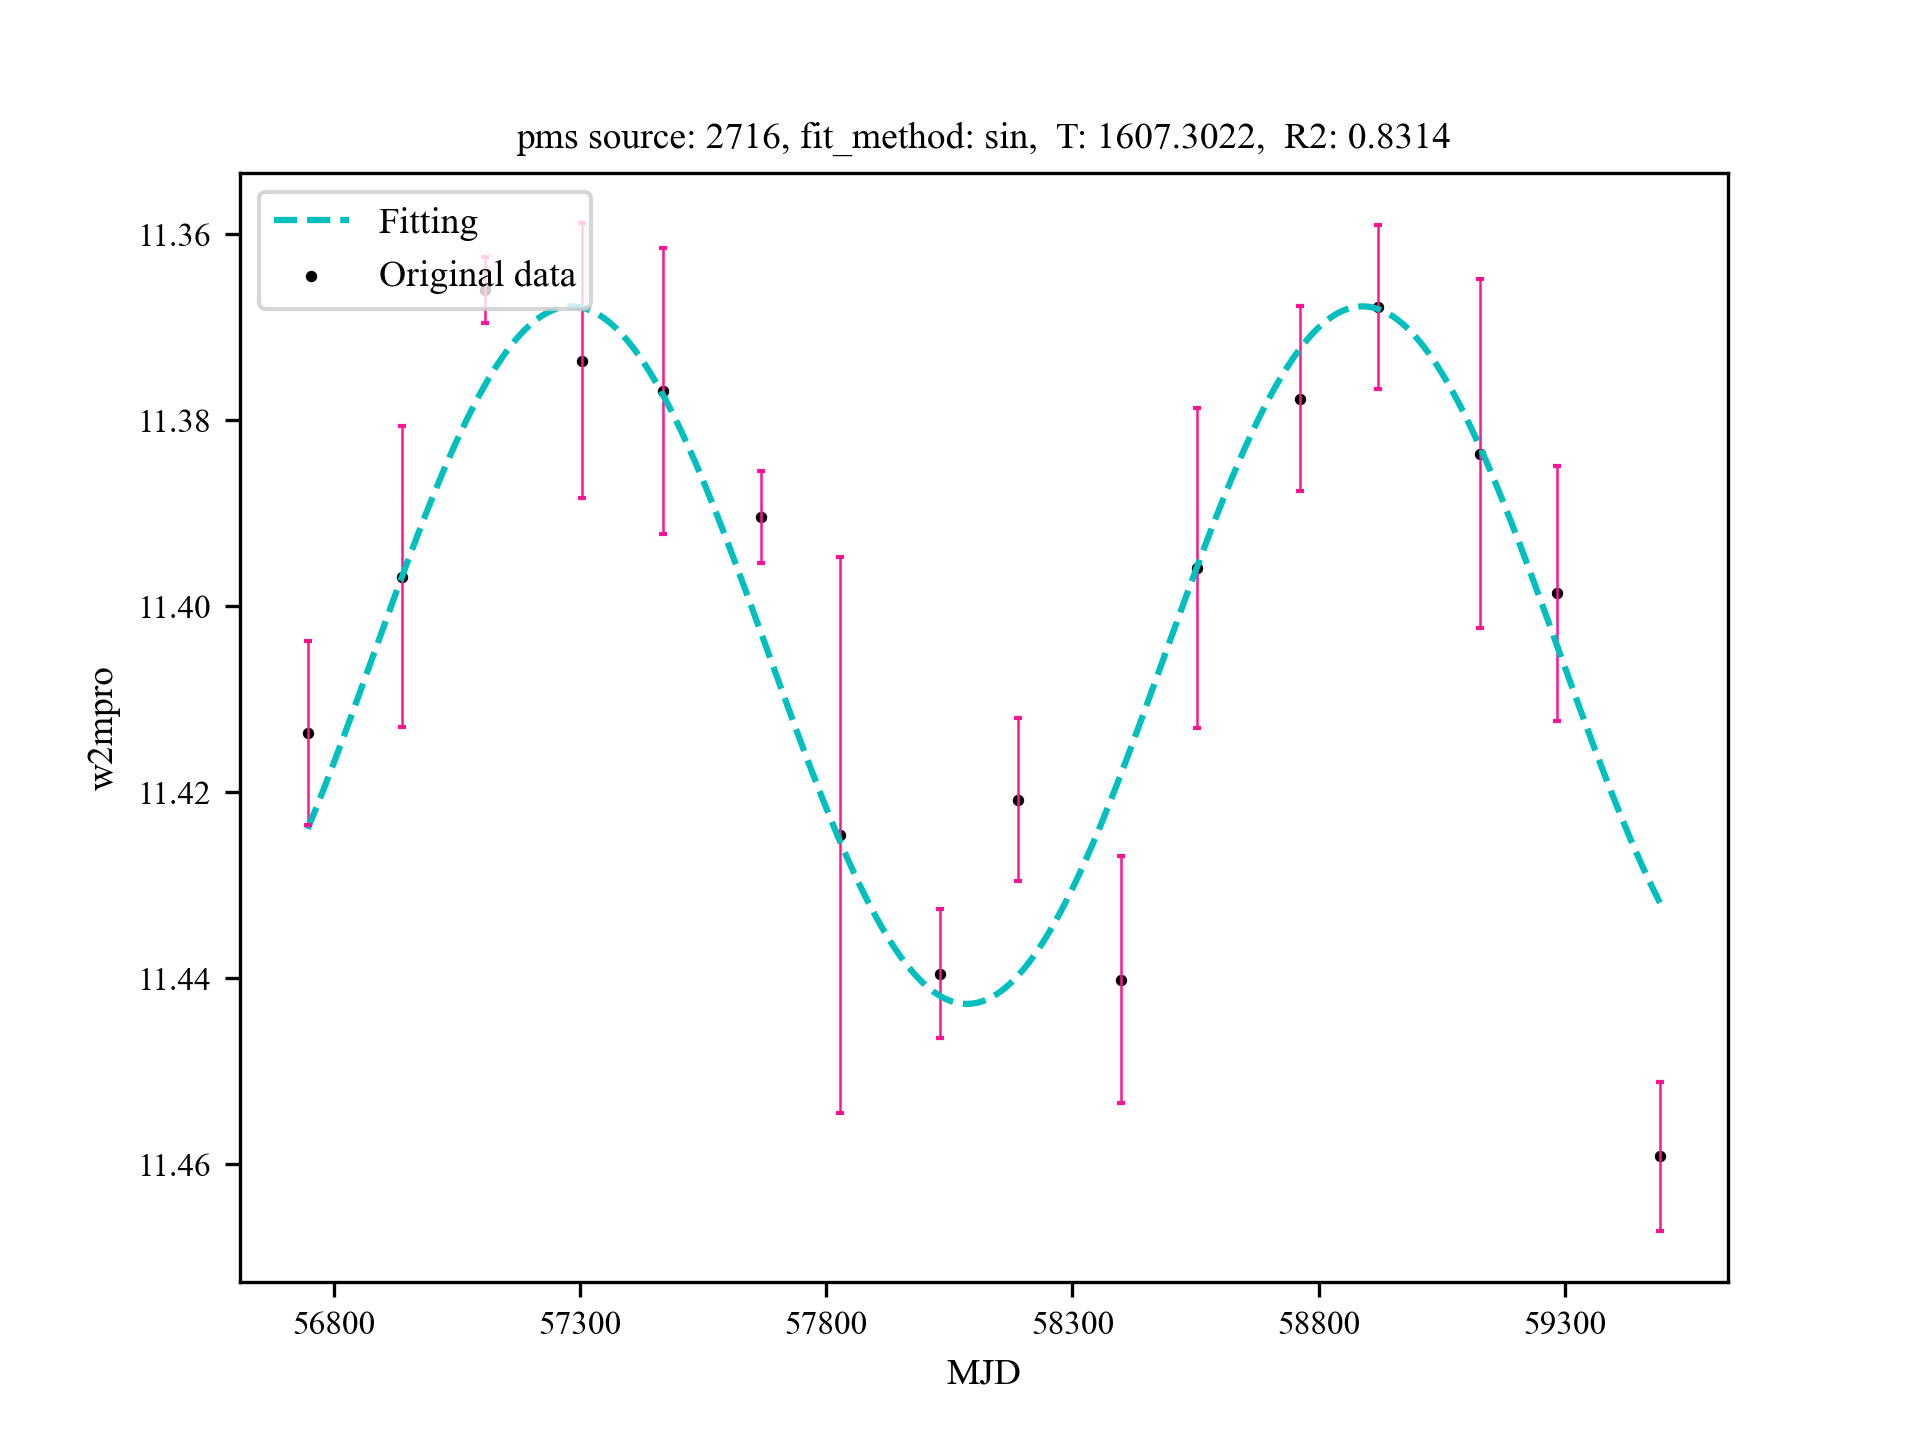 pms source: 2716, fit_method: sin,  T: 1607.3022,  R2: 0.8314
Fitting
Original data
11.36
11.38
11.40
11.42
11.44
11.46
w2mpro
56800 57300 57800 58300 58800 59300
MJD